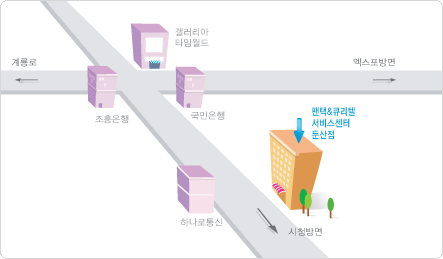 갤러리아
타임월드
계룡로
엑스포방면
조흥은행
국민은행
팬택&큐리텔
서비스센터
둔산점
하나로통신
시청방면